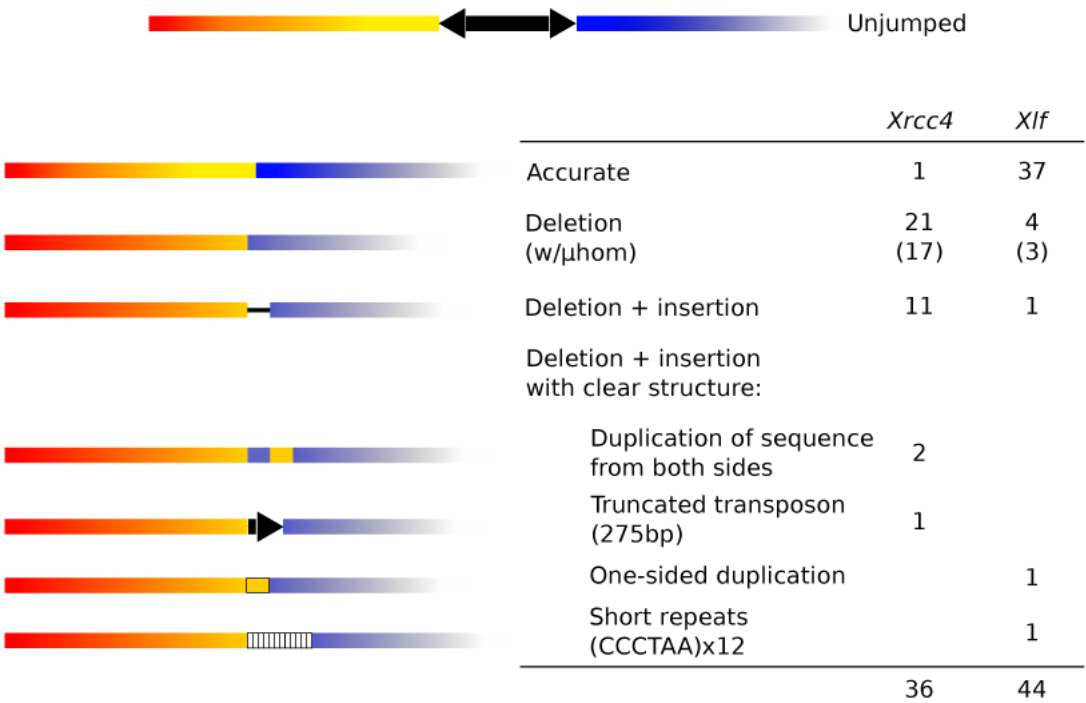 Unjumped
Xrcc4 Xlf
Accurate 1 37
Deletion 21 4
(w/μhom) (17) (3)
Deletion + insertion 11 1
Deletion + insertion
with clear structure:
Duplication of sequence
from both sides 2
Truncated transposon
(275bp) 1
One-sided duplication 1
Short repeats
(CCCTAA)x12 1
36 44